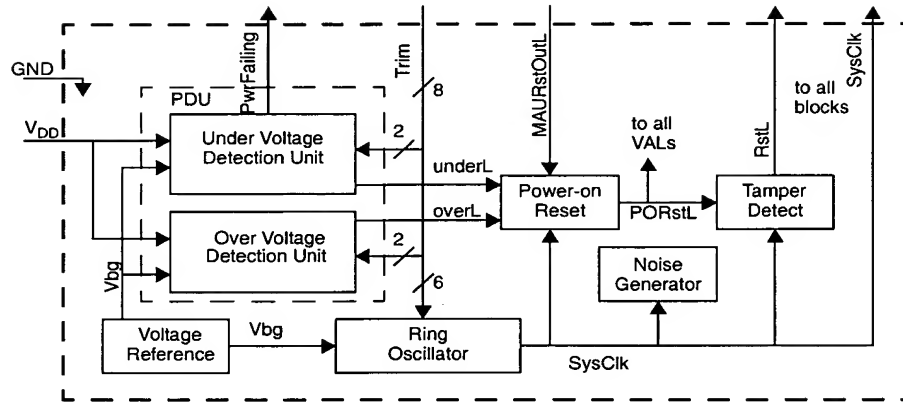 GND
PwrFailing
Trim
8
MAURstOutL
RstL
to all
blocks
SysClk
PDU
VDD
Under Voltage
Detection Unit
2
underL
to all
VALs
Power-on
Reset
PORstL
Tamper
Detect
overL
Over Voltage
Detection Unit
2
6
Vbg
Noise
Generator
Voltage
Reference
Vbg
Ring
Oscillator
SysClk